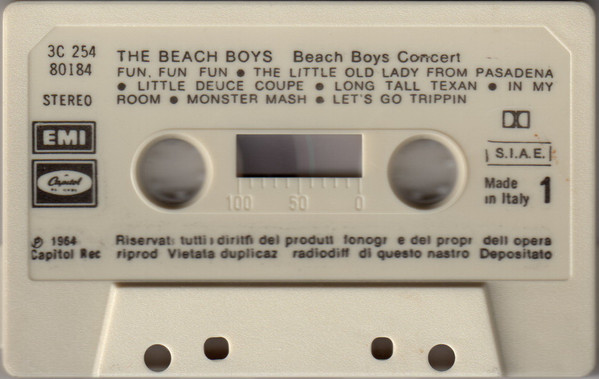 3C 254
80184
STEREO
THE BEACH BOYS Beach Boys Concert
FUN, FUN FUN ● THE LITTLE OLD LADY FROM PASADENA
● LITTLE DEUCE COUPE ● LONG TALL TEXAN ● IN MY
ROOM ● MONSTER MASH ● LET'S GO TRIPPIN
EMI
Capitol
S.I.A.E.
Made
in Italy
1
100 50 0
℗ 1964
Capitol Rec
Riservati tutti i diritti dei produtt fonogr e del propr dell opera
riprod Vietata duplicaz radiodiff di questo nastro Depositato